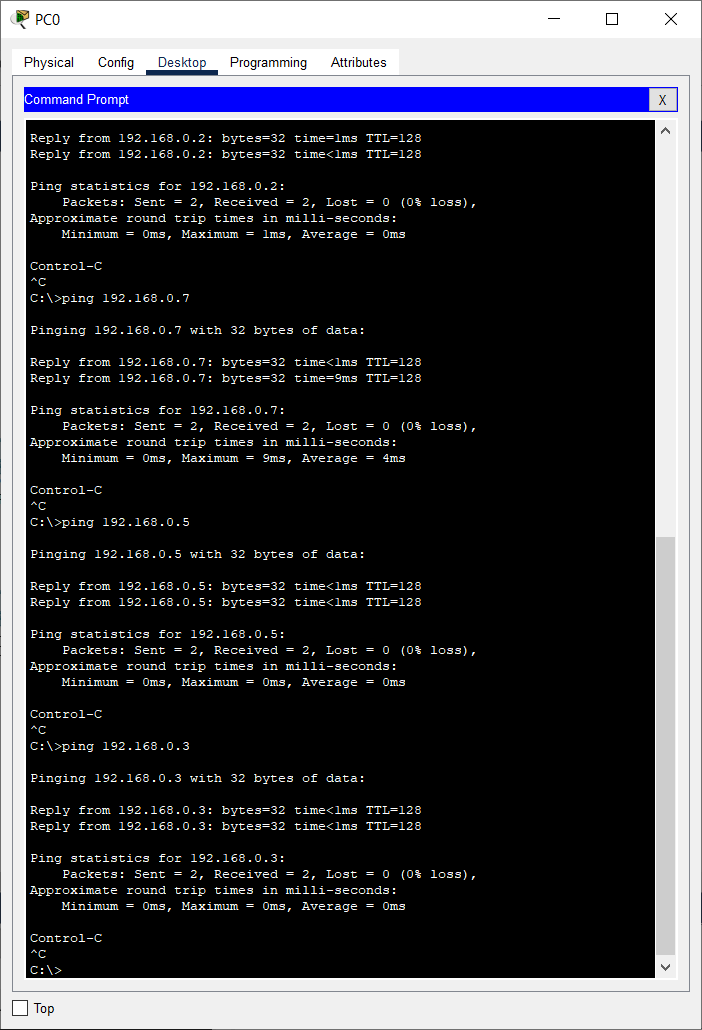 PC0
Physical Config Desktop Programming Attributes
Command Prompt
X
Reply from 192.168.0.2: bytes=32 time=1ms TTL=128
Reply from 192.168.0.2: bytes=32 time<1ms TTL=128
Ping statistics for 192.168.0.2:
    Packets: Sent = 2, Received = 2, Lost = 0 (0% loss),
Approximate round trip times in milli-seconds:
    Minimum = 0ms, Maximum = 1ms, Average = 0ms
Control-C
^C
C:\>ping 192.168.0.7
Pinging 192.168.0.7 with 32 bytes of data:
Reply from 192.168.0.7: bytes=32 time<1ms TTL=128
Reply from 192.168.0.7: bytes=32 time=9ms TTL=128
Ping statistics for 192.168.0.7:
    Packets: Sent = 2, Received = 2, Lost = 0 (0% loss),
Approximate round trip times in milli-seconds:
    Minimum = 0ms, Maximum = 9ms, Average = 4ms
Control-C
^C
C:\>ping 192.168.0.5
Pinging 192.168.0.5 with 32 bytes of data:
Reply from 192.168.0.5: bytes=32 time<1ms TTL=128
Reply from 192.168.0.5: bytes=32 time<1ms TTL=128
Ping statistics for 192.168.0.5:
    Packets: Sent = 2, Received = 2, Lost = 0 (0% loss),
Approximate round trip times in milli-seconds:
    Minimum = 0ms, Maximum = 0ms, Average = 0ms
Control-C
^C
C:\>ping 192.168.0.3
Pinging 192.168.0.3 with 32 bytes of data:
Reply from 192.168.0.3: bytes=32 time<1ms TTL=128
Reply from 192.168.0.3: bytes=32 time<1ms TTL=128
Ping statistics for 192.168.0.3:
    Packets: Sent = 2, Received = 2, Lost = 0 (0% loss),
Approximate round trip times in milli-seconds:
    Minimum = 0ms, Maximum = 0ms, Average = 0ms
Control-C
^C
C:\>
Top